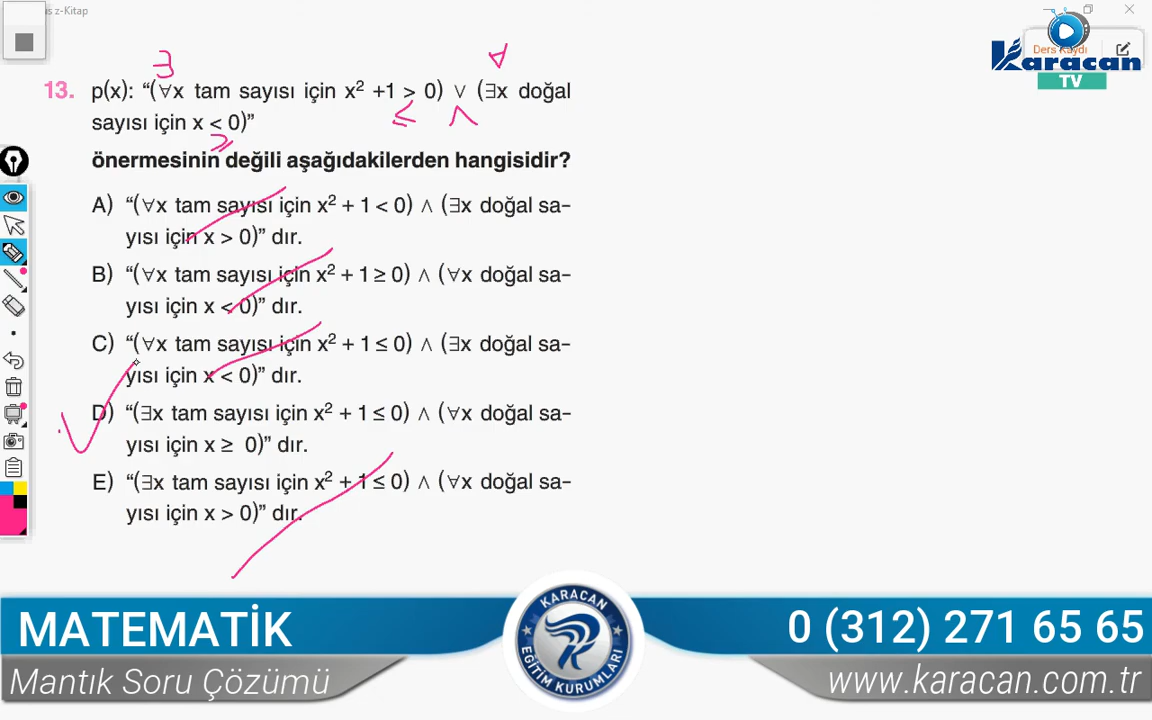 us z-Kitap
Ders Kaydı
Karacan
TV
∃ ∀
13. p(x): “(∀x tam sayısı için x² +1 > 0) ∨ (∃x doğal
≤ ∧
sayısı için x < 0)”
≥
önermesinin değili aşağıdakilerden hangisidir?
A) “(∀x tam sayısı için x² + 1 < 0) ∧ (∃x doğal sa-
yısı için x > 0)” dır.
B) “(∀x tam sayısı için x² + 1 ≥ 0) ∧ (∀x doğal sa-
yısı için x < 0)” dır.
C) “(∀x tam sayısı için x² + 1 ≤ 0) ∧ (∃x doğal sa-
yısı için x < 0)” dır.
D) “(∃x tam sayısı için x² + 1 ≤ 0) ∧ (∀x doğal sa-
yısı için x ≥ 0)” dır.
E) “(∃x tam sayısı için x² + 1 ≤ 0) ∧ (∀x doğal sa-
yısı için x > 0)” dır.
MATEMATİK
Mantık Soru Çözümü
KARACAN
EĞİTİM KURUMLARI
0 (312) 271 65 65
www.karacan.com.tr